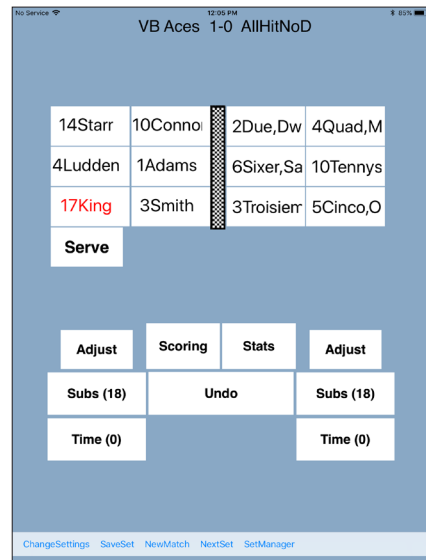 No Service 12:05 PM 85%
VB Aces 1-0 AllHitNoD
14Starr 10Connor 2Due,Dw 4Quad,M
4Ludden 1Adams 6Sixer,Sa 10Tennys
17King 3Smith 3Troisiem 5Cinco,O
Serve
Adjust Scoring Stats Adjust
Subs (18) Undo Subs (18)
Time (0) Time (0)
ChangeSettings SaveSet NewMatch NextSet SetManager